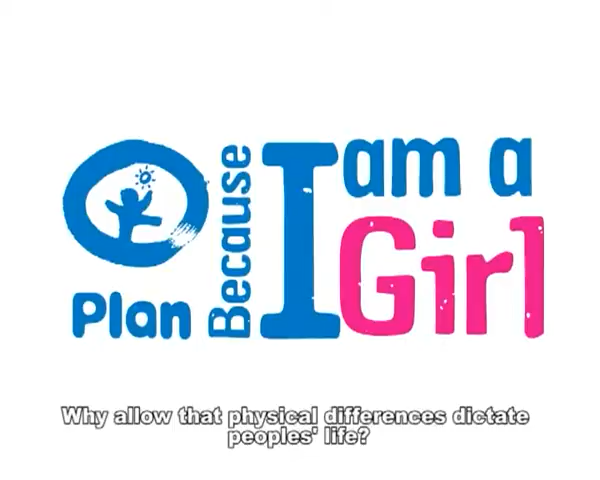 Plan
Because
I am a
Girl
Why allow that physical differences dictate
peoples' life?